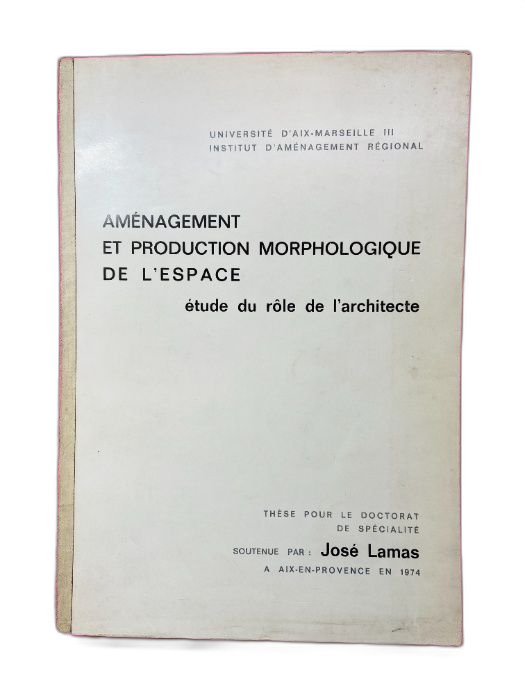 UNIVERSITÉ D'AIX-MARSEILLE III
INSTITUT D'AMÉNAGEMENT RÉGIONAL
AMÉNAGEMENT
ET PRODUCTION MORPHOLOGIQUE
DE L'ESPACE
étude du rôle de l'architecte
THÈSE POUR LE DOCTORAT
DE SPÉCIALITÉ
SOUTENUE PAR : José Lamas
A AIX-EN-PROVENCE EN 1974